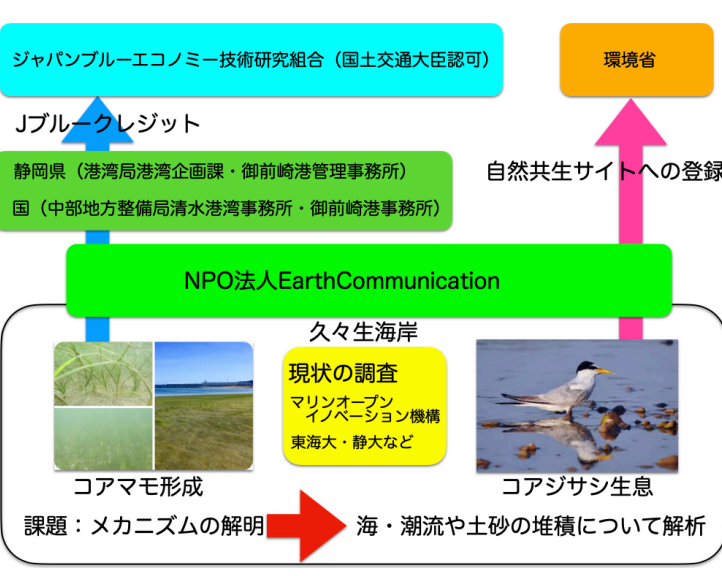 ジャパンブルーエコノミー技術研究組合（国土交通大臣認可）
環境省
Jブルークレジット
静岡県（港湾局港湾企画課・御前崎港管理事務所）
自然共生サイトへの登録
国（中部地方整備局清水港湾事務所・御前崎港事務所）
NPO法人EarthCommunication
久々生海岸
現状の調査
マリンオープン
イノベーション機構
東海大・静大など
コアマモ形成
コアジサシ生息
課題：メカニズムの解明
海・潮流や土砂の堆積について解析